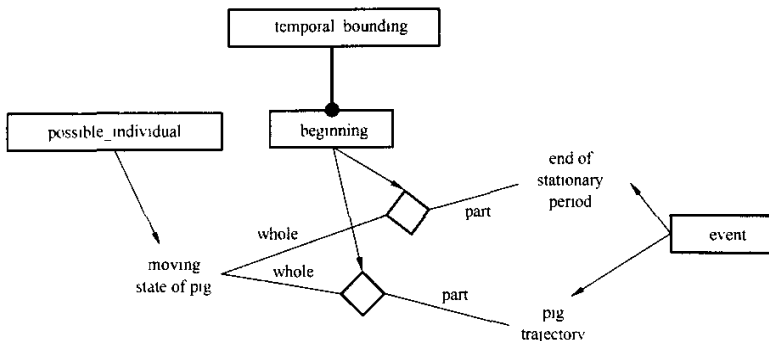 temporal bounding
possible_individual
beginning
end of
stationary
period
part
whole
event
moving
state of pig
whole
part
pig
trajectory